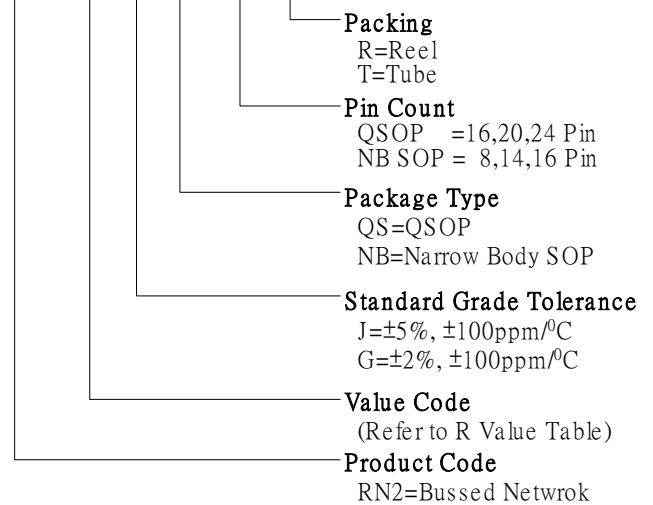 Packing
R=Reel
T=Tube
Pin Count
QSOP =16,20,24 Pin
NB SOP = 8,14,16 Pin
Package Type
QS=QSOP
NB=Narrow Body SOP
Standard Grade Tolerance
J=±5%, ±100ppm/⁰C
G=±2%, ±100ppm/⁰C
Value Code
(Refer to R Value Table)
Product Code
RN2=Bussed Netwrok